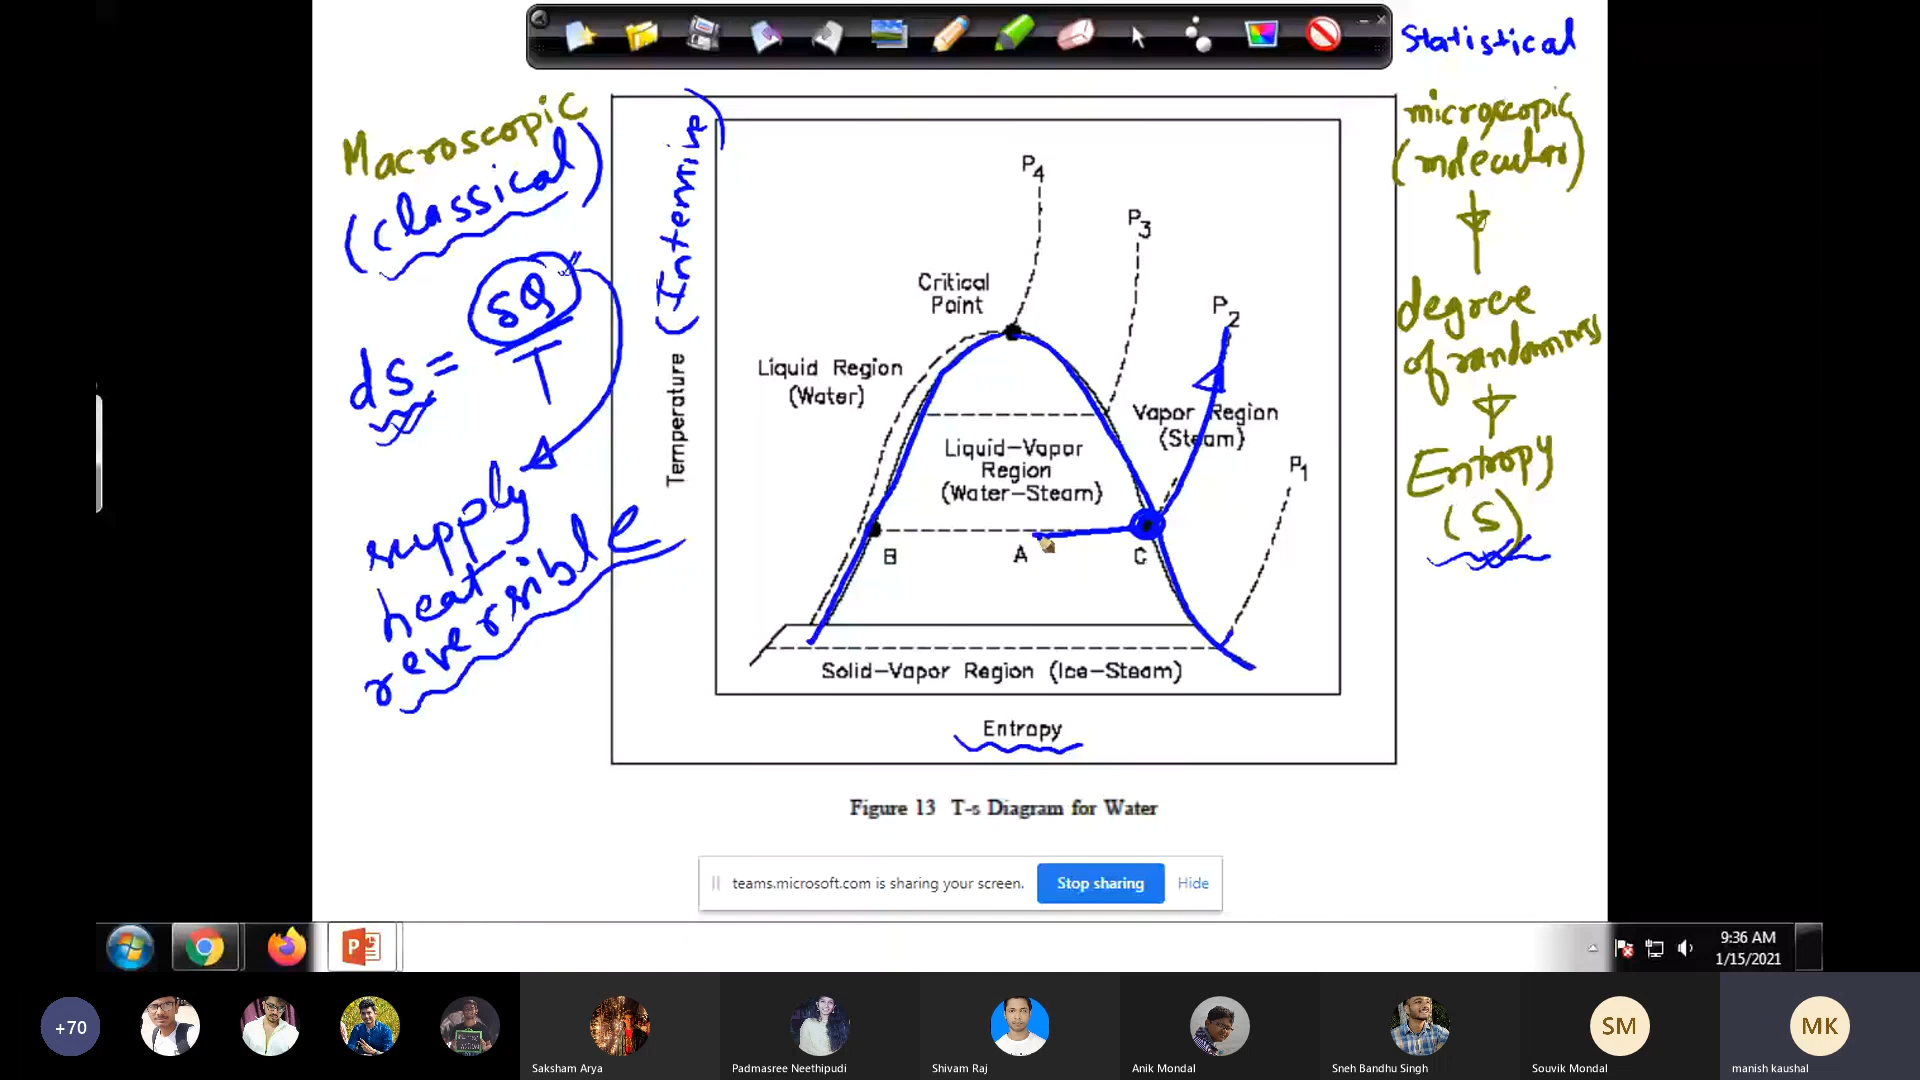 Statistical
Macroscopic
(classical)
ds = δQ
T
supply
heat
reversible
(Intensive)
Temperature
P4
P3
Critical
Point
P2
Liquid Region
(Water)
Vapor Region
(Steam)
Liquid-Vapor
Region
(Water-Steam)
P1
B
A
C
Solid-Vapor Region (Ice-Steam)
Entropy
Figure 13 T-s Diagram for Water
microscopic
(molecular)
degree
of randomness
Entropy
(S)
teams.microsoft.com is sharing your screen.
Stop sharing
Hide
9:36 AM
1/15/2021
+70
Saksham Arya
Padmasree Neethipudi
Shivam Raj
Anik Mondal
Sneh Bandhu Singh
SM
Souvik Mondal
MK
manish kaushal